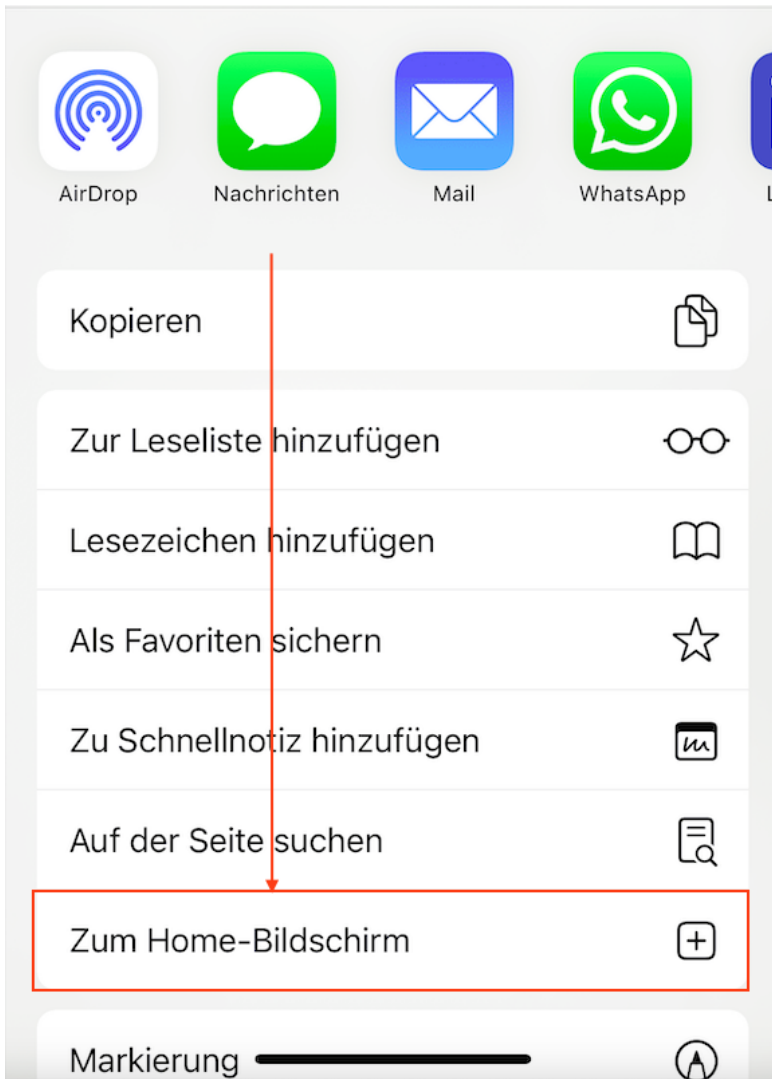 AirDrop
Nachrichten
Mail
WhatsApp
Kopieren
Zur Leseliste hinzufügen
Lesezeichen hinzufügen
Als Favoriten sichern
Zu Schnellnotiz hinzufügen
Auf der Seite suchen
Zum Home-Bildschirm
Markierung